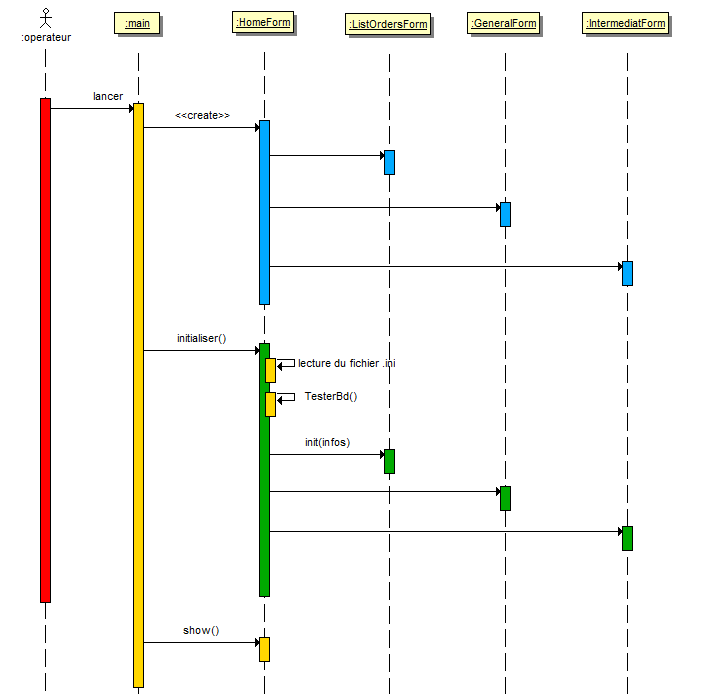 :operateur
:main
:HomeForm
:ListOrdersForm
:GeneralForm
:IntermediatForm
lancer
<<create>>
initialiser()
lecture du fichier .ini
TesterBd()
init(infos)
show()